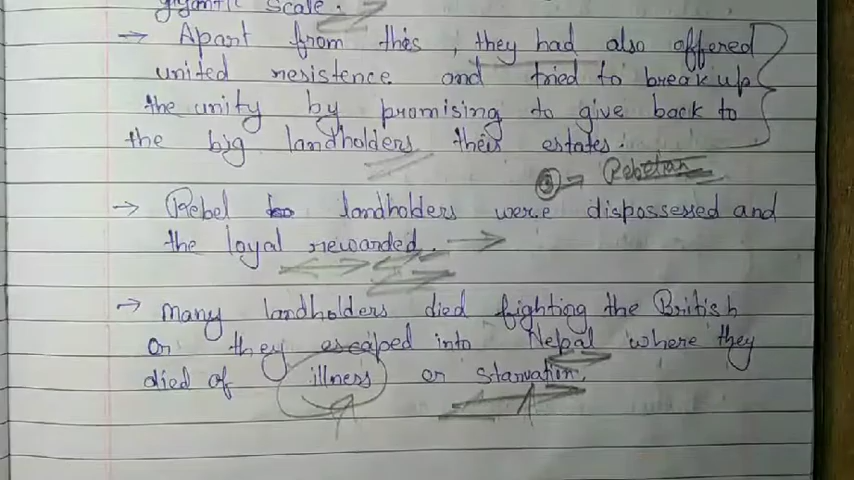 gigantic scale.
→ Apart from this, they had also offered
united resistence and tried to break up
the unity by promising to give back to
the big landholders their estates.
→ Rebel landholders were dispossessed and
the loyal rewarded. →
→ Many landholders died fighting the British
or they escaped into Nepal where they
died of illness or starvation.